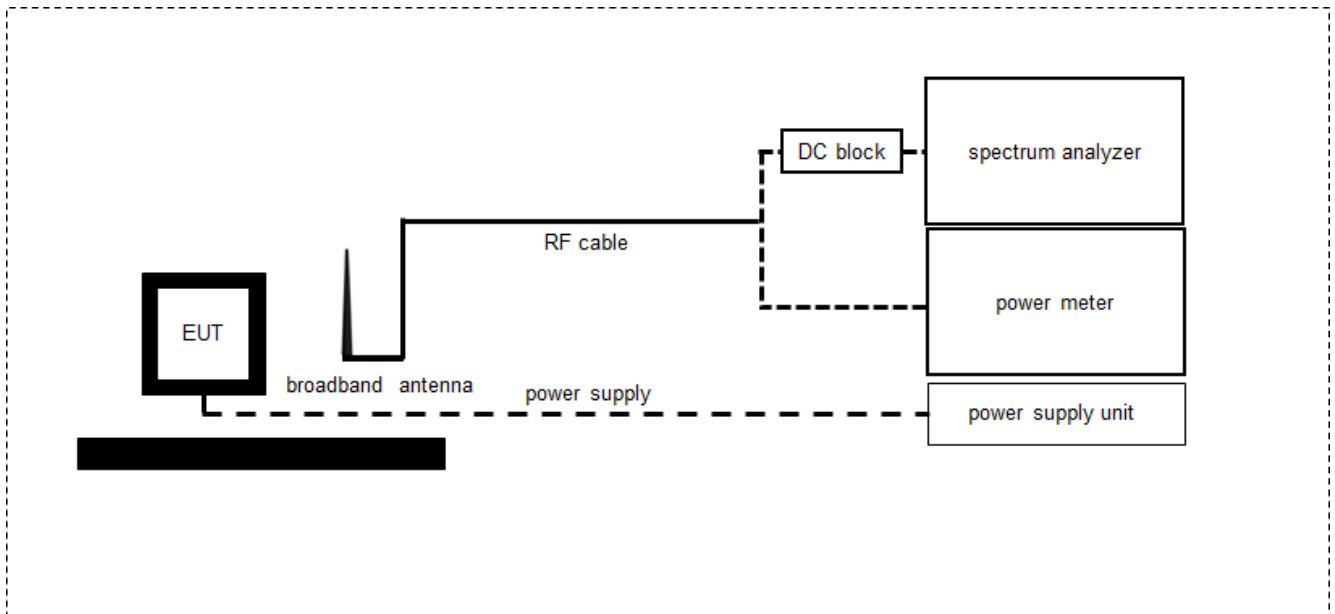 DC block
spectrum analyzer
RF cable
power meter
EUT
broadband antenna
power supply
power supply unit